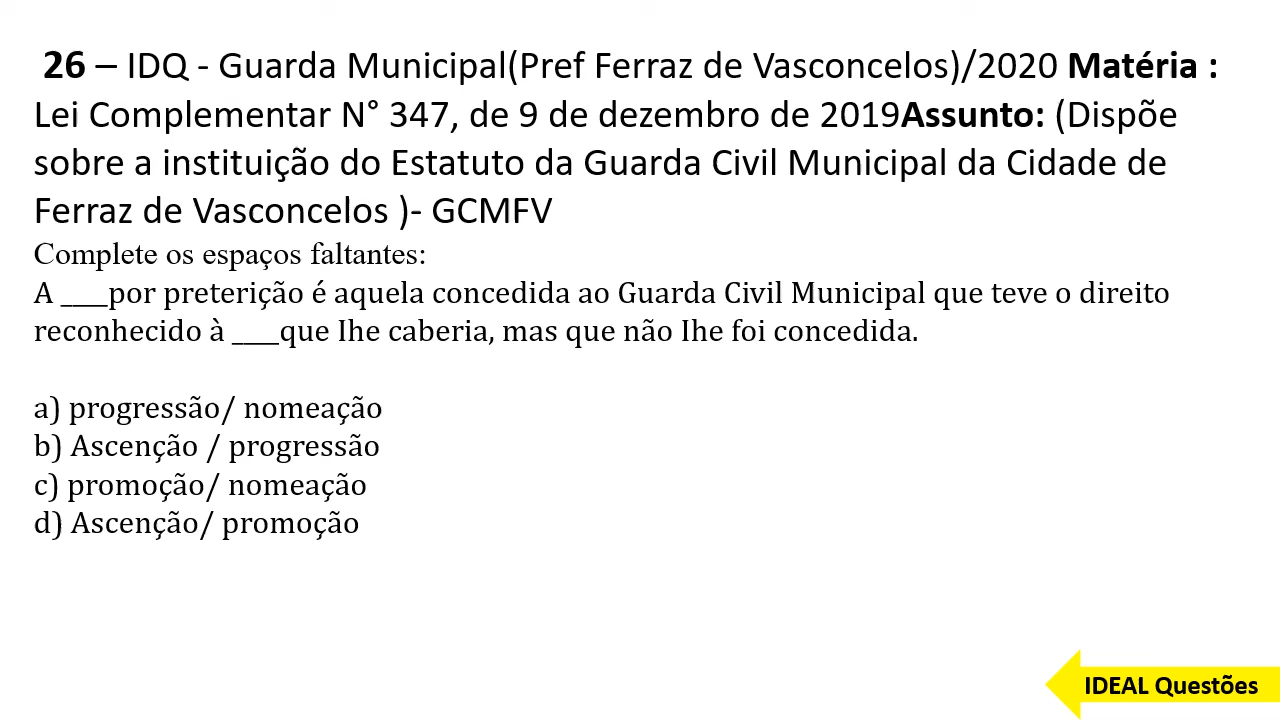 26 – IDQ - Guarda Municipal(Pref Ferraz de Vasconcelos)/2020 Matéria :
Lei Complementar N° 347, de 9 de dezembro de 2019Assunto: (Dispõe
sobre a instituição do Estatuto da Guarda Civil Municipal da Cidade de
Ferraz de Vasconcelos )- GCMFV
Complete os espaços faltantes:
A ____por preterição é aquela concedida ao Guarda Civil Municipal que teve o direito
reconhecido à ____que Ihe caberia, mas que não Ihe foi concedida.
a) progressão/ nomeação
b) Ascenção / progressão
c) promoção/ nomeação
d) Ascenção/ promoção
IDEAL Questões